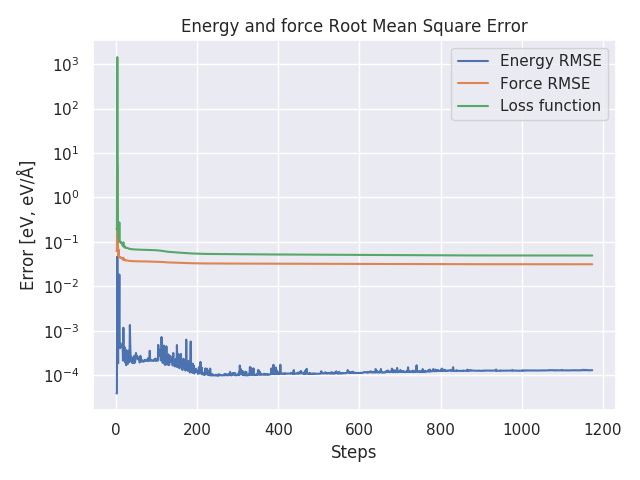 Energy and force Root Mean Square Error
Energy RMSE
Force RMSE
Loss function
Error [eV, eV/Å]
10³
10²
10¹
10⁰
10⁻¹
10⁻²
10⁻³
10⁻⁴
0 200 400 600 800 1000 1200
Steps